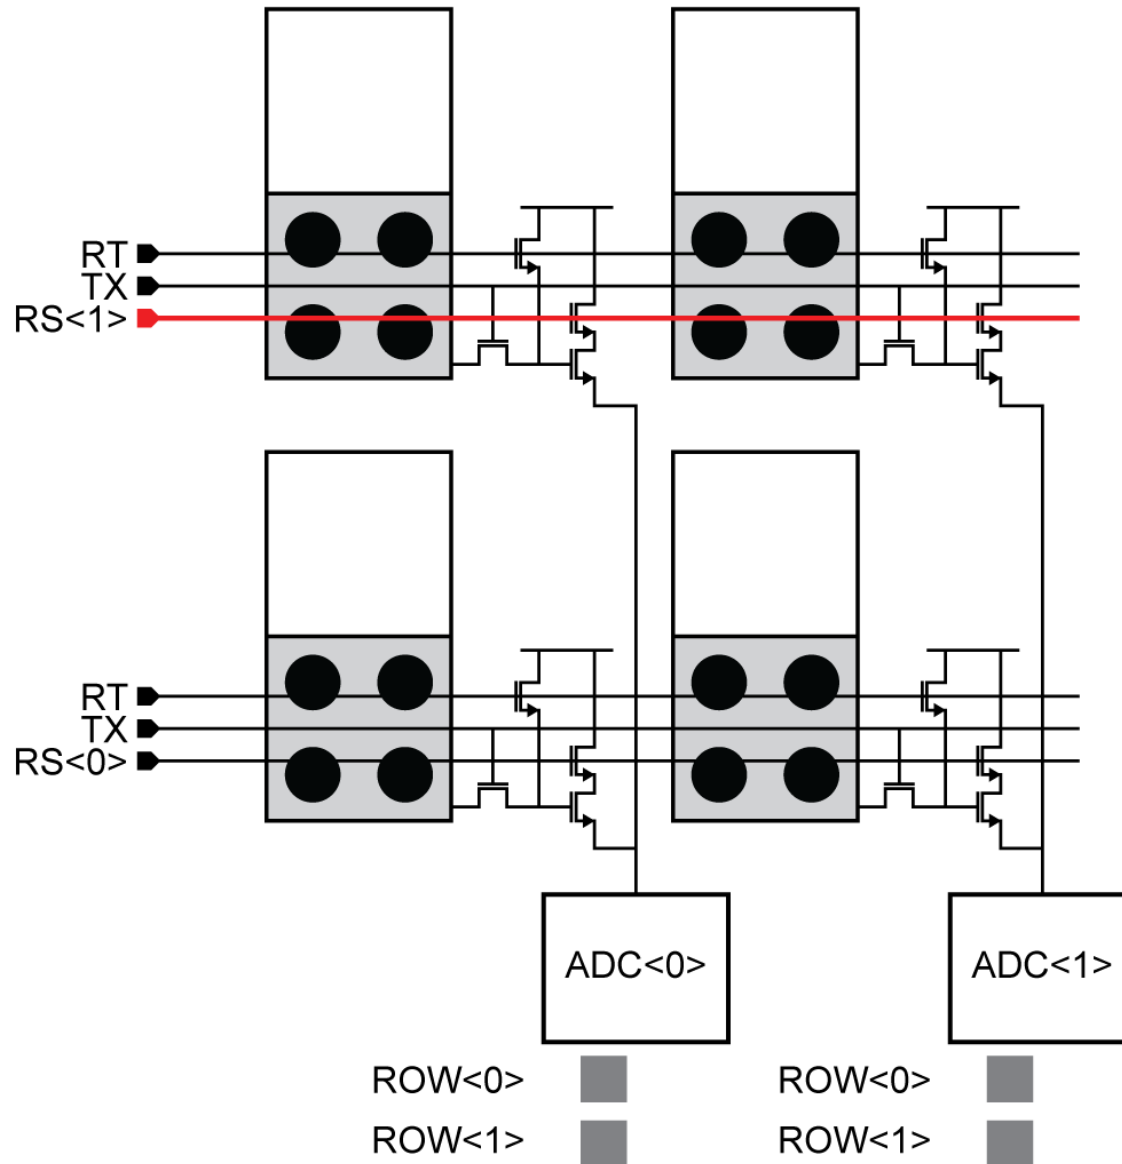 RT
TX
RS<1>
RT
TX
RS<0>
ADC<0> ADC<1>
ROW<0> ROW<0>
ROW<1> ROW<1>